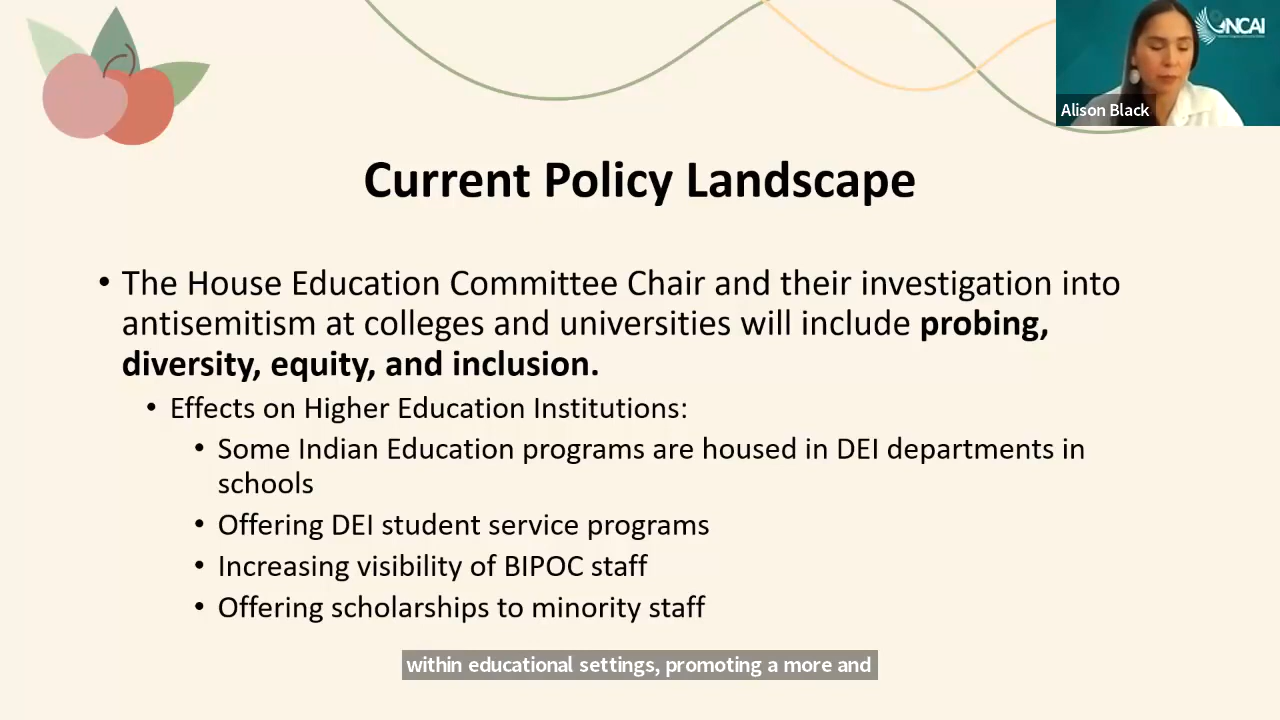 NCAI
Alison Black
Current Policy Landscape
• The House Education Committee Chair and their investigation into
antisemitism at colleges and universities will include probing,
diversity, equity, and inclusion.
• Effects on Higher Education Institutions:
• Some Indian Education programs are housed in DEI departments in
schools
• Offering DEI student service programs
• Increasing visibility of BIPOC staff
• Offering scholarships to minority staff
within educational settings, promoting a more and